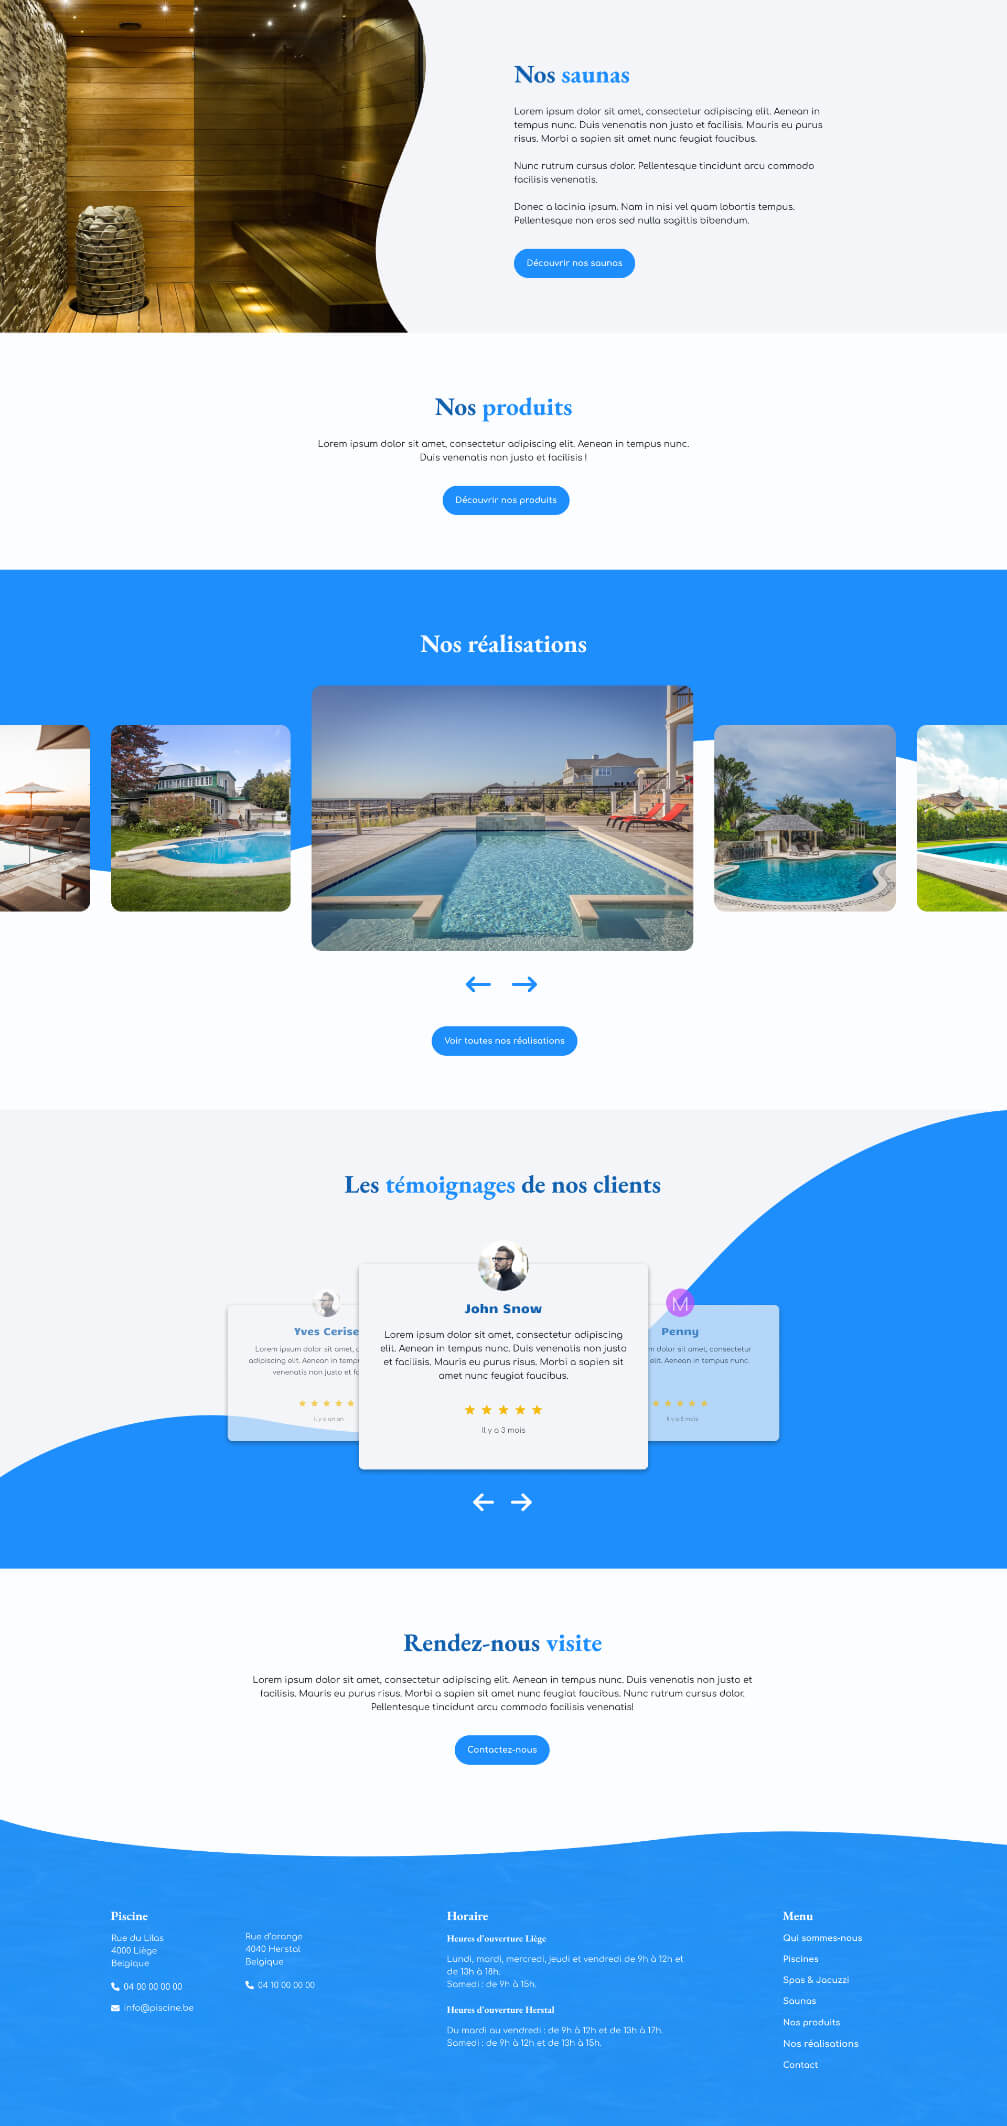 Nos saunas
Lorem ipsum dolor sit amet, consectetur adipiscing elit. Aenean in
tempus nunc. Duis venenatis non justo et facilisis. Mauris eu purus
risus. Morbi a sapien sit amet nunc feugiat faucibus.
Nunc rutrum cursus dolor. Pellentesque tincidunt arcu commodo
facilisis venenatis.
Donec a lacinia ipsum. Nam in nisi vel quam lobortis tempus.
Pellentesque non eros sed nulla sagittis bibendum.
Découvrir nos saunas
Nos produits
Lorem ipsum dolor sit amet, consectetur adipiscing elit. Aenean in tempus nunc.
Duis venenatis non justo et facilisis !
Découvrir nos produits
Nos réalisations
Voir toutes nos réalisations
Les témoignages de nos clients
Yves Cerise
Lorem ipsum dolor sit amet,
adipiscing elit. Aenean in
venenatis non justo et
Il y a un an
John Snow
Lorem ipsum dolor sit amet, consectetur adipiscing
elit. Aenean in tempus nunc. Duis venenatis non justo
et facilisis. Mauris eu purus risus. Morbi a sapien sit
amet nunc feugiat faucibus.
Il y a 3 mois
Penny
dolor sit amet, consectetur
elit. Aenean in tempus nunc.
Rendez-nous visite
Lorem ipsum dolor sit amet, consectetur adipiscing elit. Aenean in tempus nunc. Duis venenatis non justo et
facilisis. Mauris eu purus risus. Morbi a sapien sit amet nunc feugiat faucibus. Nunc rutrum cursus dolor.
Pellentesque tincidunt arcu commodo facilisis venenatis!
Contactez-nous
Piscine
Rue du Lilas
4000 Liège
Belgique
04 00 00 00 00
info@piscine.be
Rue d'orange
4040 Herstal
Belgique
04 10 00 00 00
Horaire
Heures d'ouverture Liège
Lundi, mardi, mercredi, jeudi et vendredi de 9h à 12h et
de 13h à 18h.
Samedi : de 9h à 15h.
Heures d'ouverture Herstal
Du mardi au vendredi : de 9h à 12h et de 13h à 17h.
Samedi : de 9h à 12h et de 13h à 15h.
Menu
Qui sommes-nous
Piscines
Spas & Jacuzzi
Saunas
Nos produits
Nos réalisations
Contact